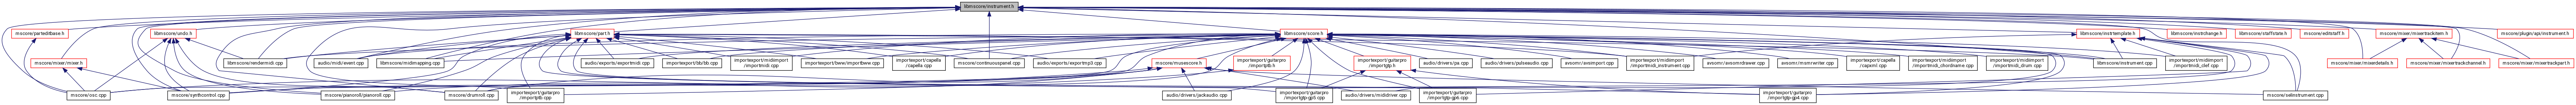 libmscore/instrument.h
mscore/parteditbase.h
libmscore/undo.h
libmscore/part.h
libmscore/score.h
libmscore/instrtemplate.h
libmscore/instrchange.h
libmscore/staffstate.h
mscore/editstaff.h
mscore/mixer/mixertrackitem.h
mscore/plugin/api/instrument.h
mscore/mixer/mixer.h
libmscore/rendermidi.cpp
audio/midi/event.cpp
libmscore/midimapping.cpp
audio/exports/exportmidi.cpp
importexport/bb/bb.cpp
importexport/midiimport
/importmidi.cpp
importexport/bww/importbww.cpp
importexport/capella
/capella.cpp
mscore/continuouspanel.cpp
audio/exports/exportmp3.cpp
mscore/musescore.h
importexport/guitarpro
/importptb.h
importexport/guitarpro
/importgtp.h
audio/drivers/pa.cpp
audio/drivers/pulseaudio.cpp
avsomr/avsimport.cpp
importexport/midiimport
/importmidi_instrument.cpp
avsomr/avsomrdrawer.cpp
avsomr/msmrwriter.cpp
importexport/capella
/capxml.cpp
importexport/midiimport
/importmidi_chordname.cpp
importexport/midiimport
/importmidi_drum.cpp
libmscore/instrument.cpp
importexport/midiimport
/importmidi_clef.cpp
mscore/mixer/mixerdetails.h
mscore/mixer/mixertrackchannel.h
mscore/mixer/mixertrackpart.h
mscore/osc.cpp
mscore/synthcontrol.cpp
mscore/pianoroll/pianoroll.cpp
mscore/drumroll.cpp
importexport/guitarpro
/importptb.cpp
audio/drivers/jackaudio.cpp
importexport/guitarpro
/importgtp-gp5.cpp
audio/drivers/mididriver.cpp
importexport/guitarpro
/importgtp-gp6.cpp
importexport/guitarpro
/importgtp-gp4.cpp
mscore/selinstrument.cpp